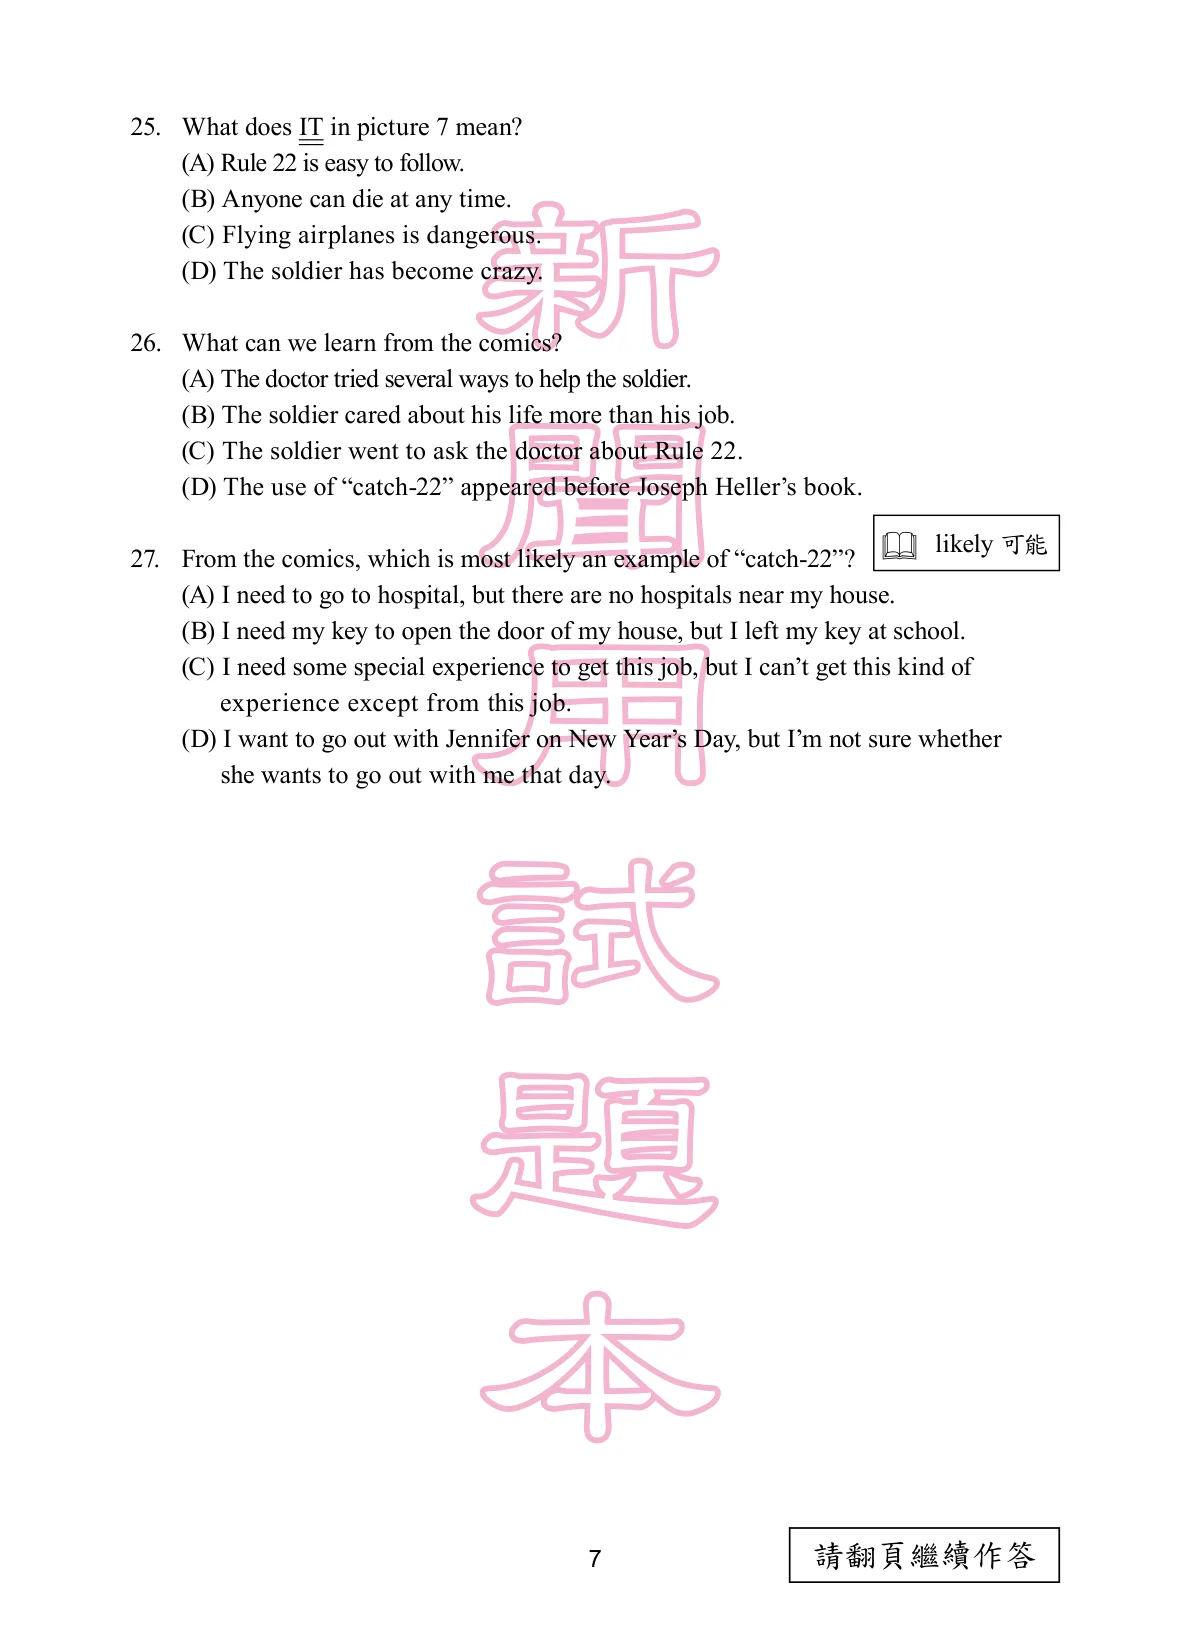 25. What does IT in picture 7 mean?
(A) Rule 22 is easy to follow.
(B) Anyone can die at any time.
(C) Flying airplanes is dangerous.
(D) The soldier has become crazy.
26. What can we learn from the comics?
(A) The doctor tried several ways to help the soldier.
(B) The soldier cared about his life more than his job.
(C) The soldier went to ask the doctor about Rule 22.
(D) The use of “catch-22” appeared before Joseph Heller’s book.
27. From the comics, which is most likely an example of “catch-22”?
likely 可能
(A) I need to go to hospital, but there are no hospitals near my house.
(B) I need my key to open the door of my house, but I left my key at school.
(C) I need some special experience to get this job, but I can’t get this kind of
experience except from this job.
(D) I want to go out with Jennifer on New Year’s Day, but I’m not sure whether
she wants to go out with me that day.
新
聞
用
試
題
本
7
請翻頁繼續作答